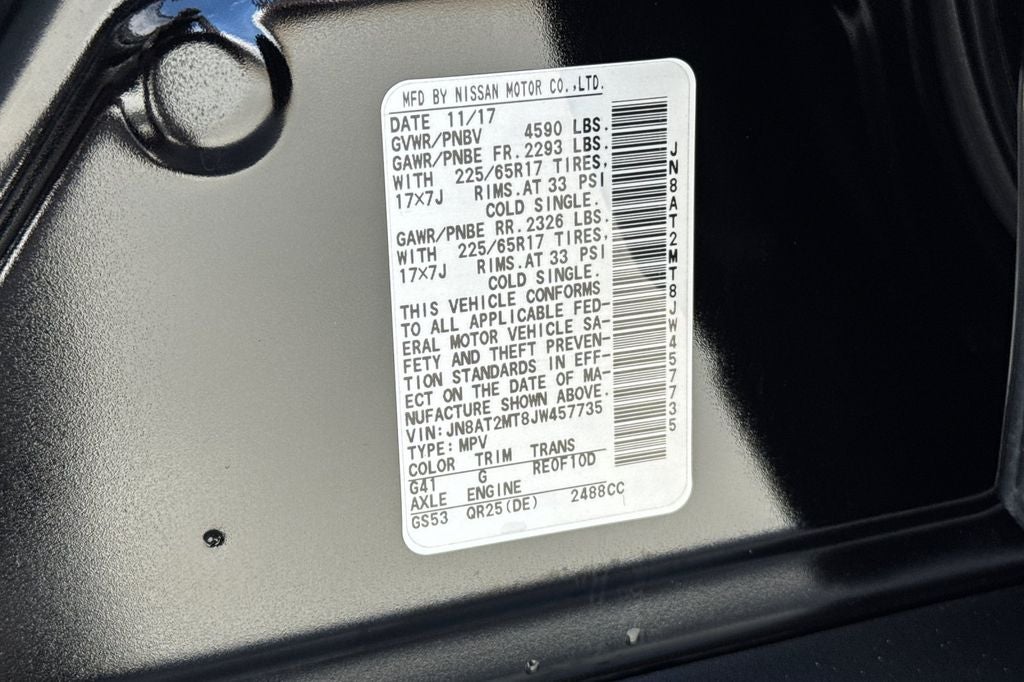 MFD BY NISSAN MOTOR CO.,LTD.
DATE 11/17
GVWR/PNBV 4590 LBS.
GAWR/PNBE FR. 2293 LBS.
WITH 225/65R17 TIRES,
17×7J RIMS. AT 33 PSI
COLD SINGLE.
GAWR/PNBE RR. 2326 LBS.
WITH 225/65R17 TIRES,
17×7J RIMS. AT 33 PSI
COLD SINGLE.
THIS VEHICLE CONFORMS
TO ALL APPLICABLE FED-
ERAL MOTOR VEHICLE SA-
FETY AND THEFT PREVEN-
TION STANDARDS IN EFF-
ECT ON THE DATE OF MA-
NUFACTURE SHOWN ABOVE.
VIN: JN8AT2MT8JW457735
TYPE: MPV
COLOR TRIM TRANS
G41 G RE0F10D
AXLE ENGINE
GS53 QR25(DE) 2488CC
JN8AT2MT8JW457735